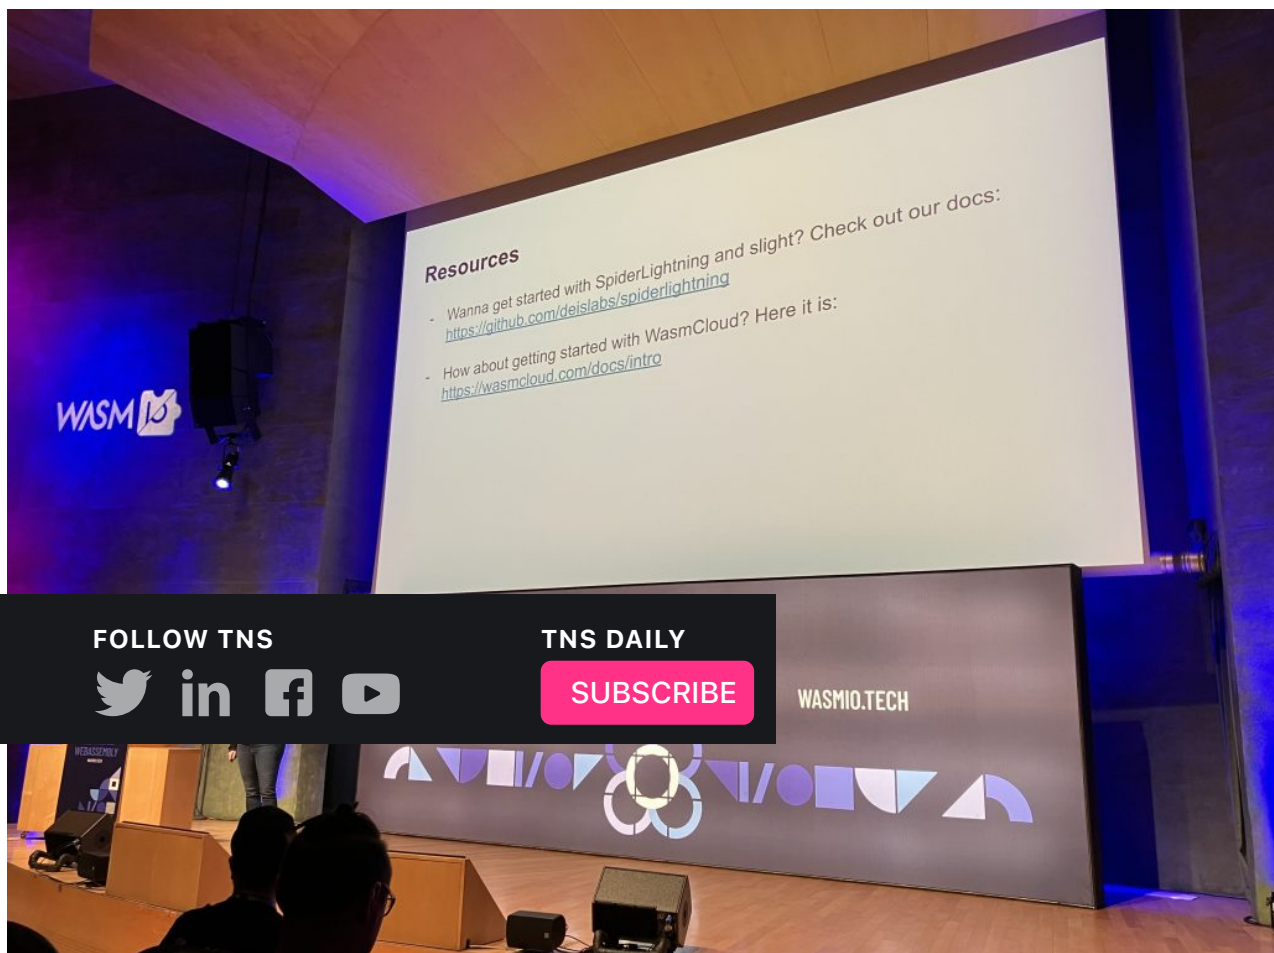 Resources
- Wanna get started with SpiderLightning and slight? Check out our docs:
https://github.com/deislabs/spiderlightning
- How about getting started with WasmCloud? Here it is:
https://wasmcloud.com/docs/intro
WASM IO
FOLLOW TNS
in
f
TNS DAILY
SUBSCRIBE
WASMIO.TECH
WEBASSEMBLY
I/O
I/O